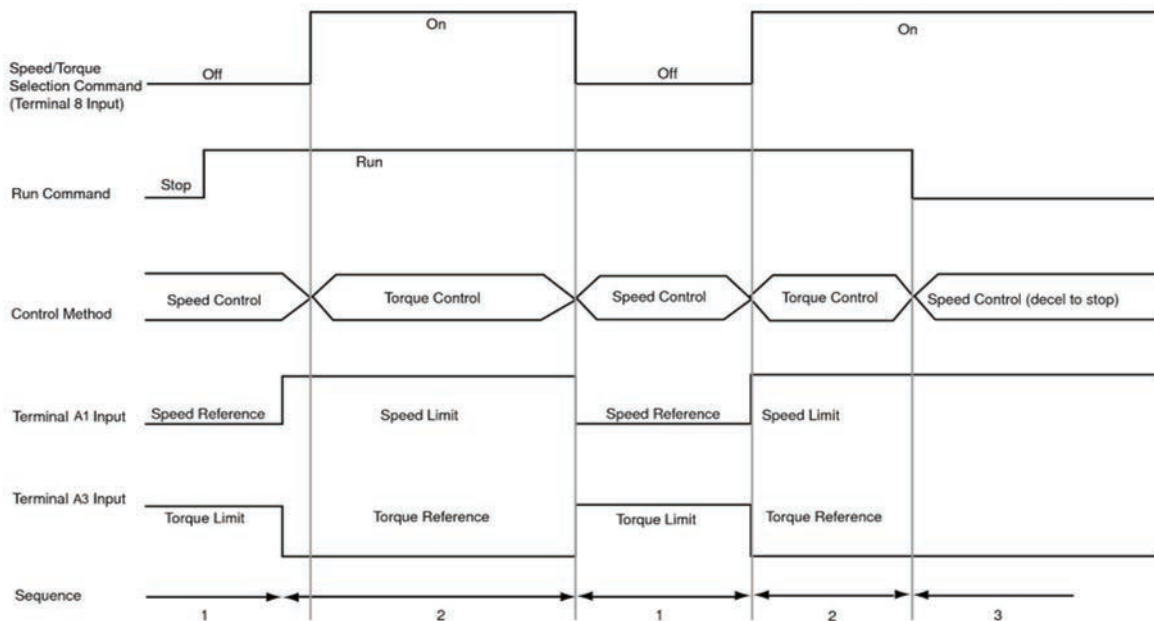 On
On
Speed/Torque
Selection Command
(Terminal 8 Input)
Off
Off
Run
Stop
Run Command
Control Method
Speed Control
Torque Control
Speed Control
Torque Control
Speed Control (decel to stop)
Terminal A1 Input
Speed Reference
Speed Limit
Speed Reference
Speed Limit
Terminal A3 Input
Torque Limit
Torque Reference
Torque Limit
Torque Reference
Sequence
1
2
1
2
3